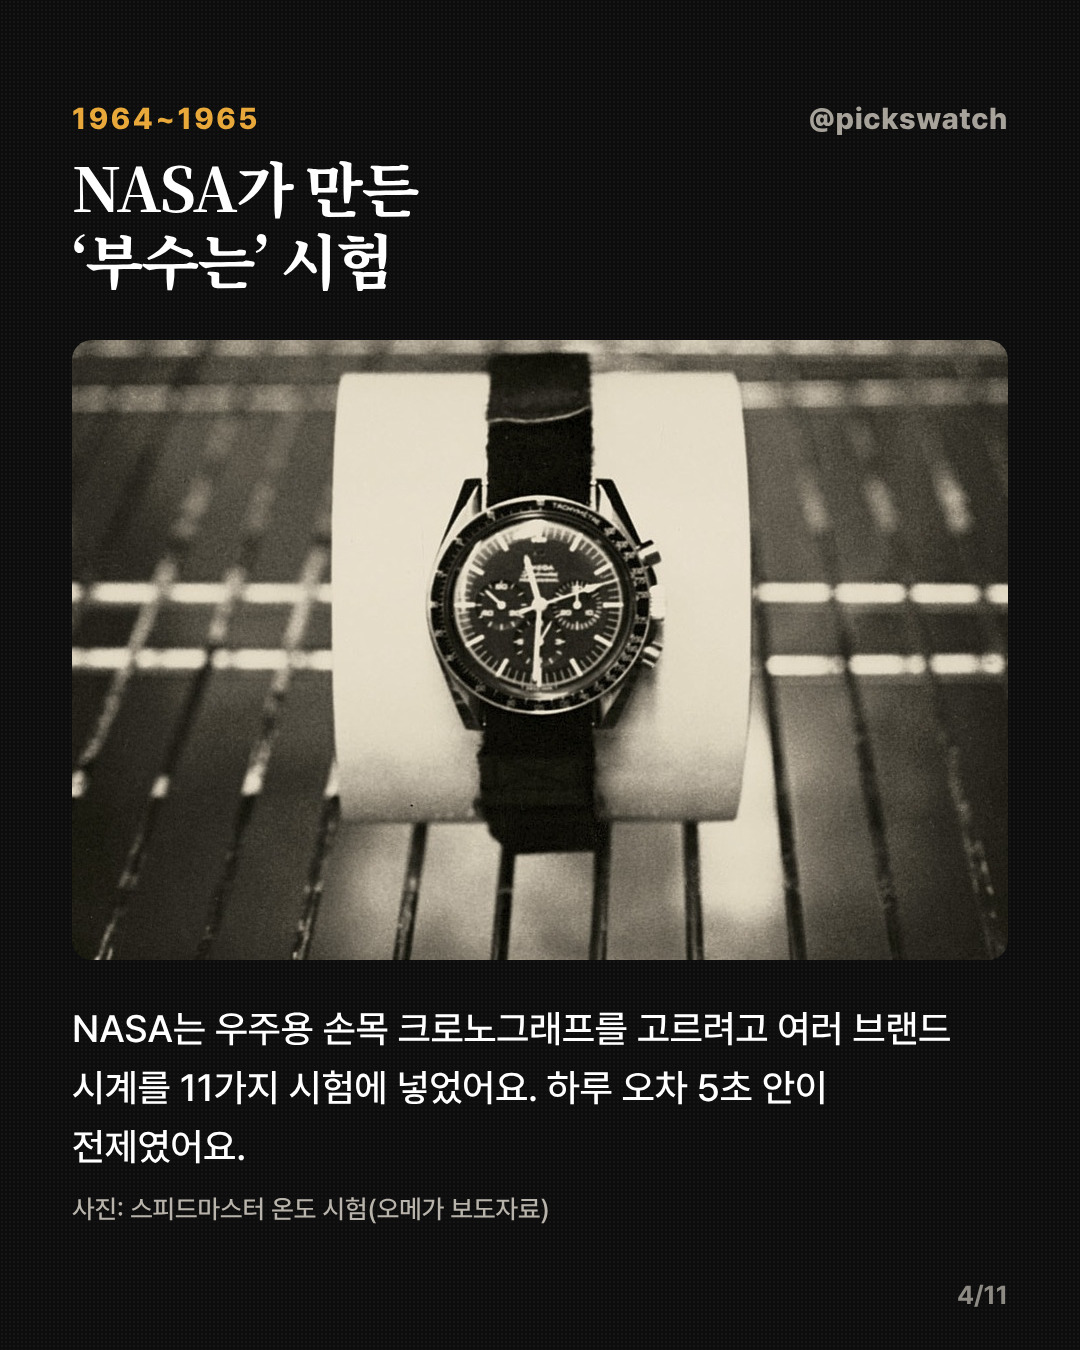 1964~1965
@pickswatch
NASA가 만든
‘부수는’ 시험
TACHYMÈTRE
OMEGA
NASA는 우주용 손목 크로노그래프를 고르려고 여러 브랜드
시계를 11가지 시험에 넣었어요. 하루 오차 5초 안이
전제였어요.
사진: 스피드마스터 온도 시험(오메가 보도자료)
4/11